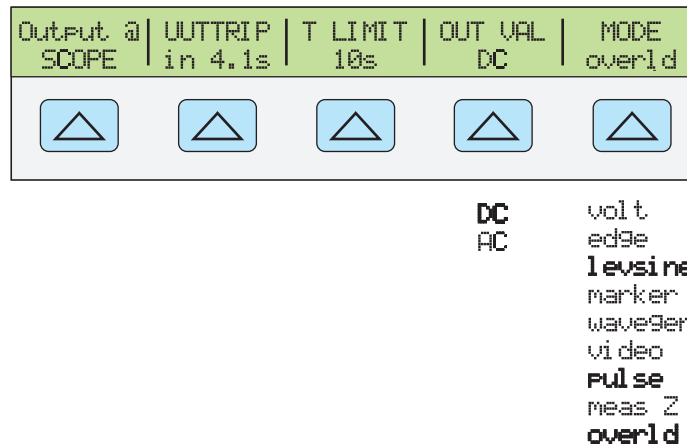 Output @ SCOPE
UUTTRIP in 4.1s
T LIMIT 10s
OUT VAL DC
MODE overld
DC
AC
volt
edge
levsine
marker
waveger
video
pulse
meas Z
overld